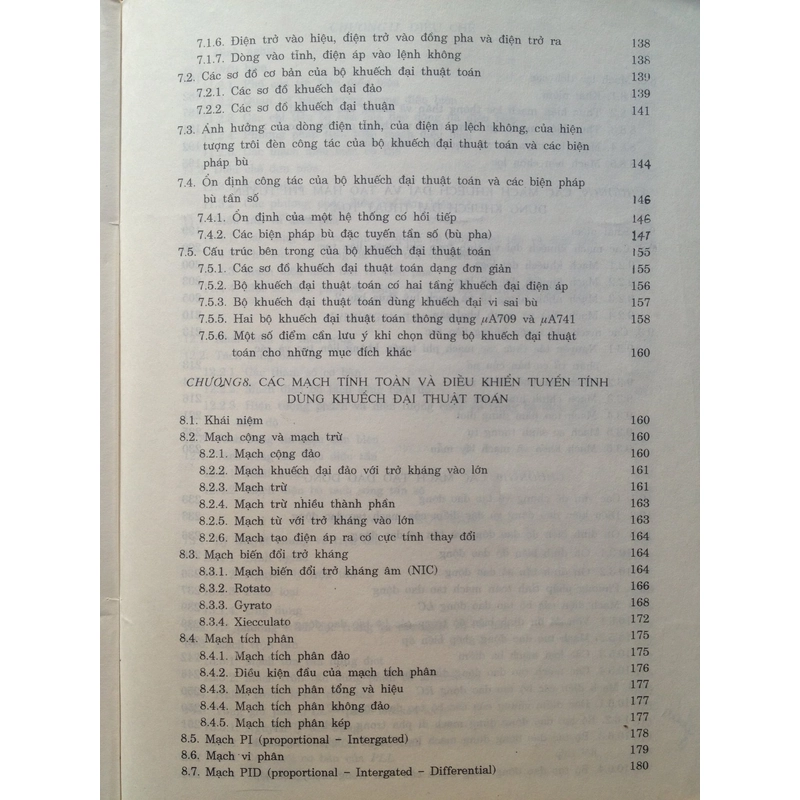 7.1.6. Điện trở vào hiệu, điện trở vào đồng pha và điện trở ra 138
7.1.7. Dòng vào tỉnh, điện áp vào lệnh không 138
7.2. Các sơ đồ cơ bản của bộ khuếch đại thuật toán 139
7.2.1. Các sơ đồ khuếch đại đảo 139
7.2.2. Các sơ đồ khuếch đại thuận 141
7.3. Ảnh hưởng của dòng điện tỉnh, của điện áp lệch không, của hiện
tượng trôi đèn công tác của bộ khuếch đại thuật toán và các biện
pháp bù 144
7.4. Ổn định công tác của bộ khuếch đại thuật toán và các biện pháp
bù tần số 146
7.4.1. Ổn định của một hệ thống có hồi tiếp 146
7.4.2. Các biện pháp bù đặc tuyến tần số (bù pha) 147
7.5. Cấu trúc bên trong của bộ khuếch đại thuật toán 155
7.5.1. Các sơ đồ khuếch đại thuật toán dạng đơn giản 155
7.5.2. Bộ khuếch đại thuật toán có hai tầng khuếch đại điện áp 156
7.5.3. Bộ khuếch đại thuật toán dùng khuếch đại vi sai bù 157
7.5.5. Hai bộ khuếch đại thuật toán thông dụng μA709 và μA741 158
7.5.6. Một số điểm cần lưu ý khi chọn dùng bộ khuếch đại thuật
toán cho những mục đích khác 160
CHƯƠNG8. CÁC MẠCH TÍNH TOÁN VÀ ĐIỀU KHIỂN TUYẾN TÍNH
DÙNG KHUẾCH ĐẠI THUẬT TOÁN
8.1. Khái niệm 160
8.2. Mạch cộng và mạch trừ 160
8.2.1. Mạch cộng đảo 160
8.2.2. Mạch khuếch đại đảo với trở kháng vào lớn 161
8.2.3. Mạch trừ 161
8.2.4. Mạch trừ nhiều thành phần 163
8.2.5. Mạch từ với trở kháng vào lớn 163
8.2.6. Mạch tạo điện áp ra có cực tính thay đổi 164
8.3. Mạch biến đổi trở kháng 164
8.3.1. Mạch biến đổi trở kháng âm (NIC) 164
8.3.2. Rotato 166
8.3.3. Gyrato 168
8.3.4. Xiecculato 172
8.4. Mạch tích phân 175
8.4.1. Mạch tích phân đảo 175
8.4.2. Điều kiện đầu của mạch tích phân 176
8.4.3. Mạch tích phân tổng và hiệu 177
8.4.4. Mạch tích phân không đảo 177
8.4.5. Mạch tích phân kép 177
8.5. Mạch PI (proportional – Intergated) 178
8.6. Mạch vi phân 179
8.7. Mạch PID (proportional – Intergated – Differential) 180